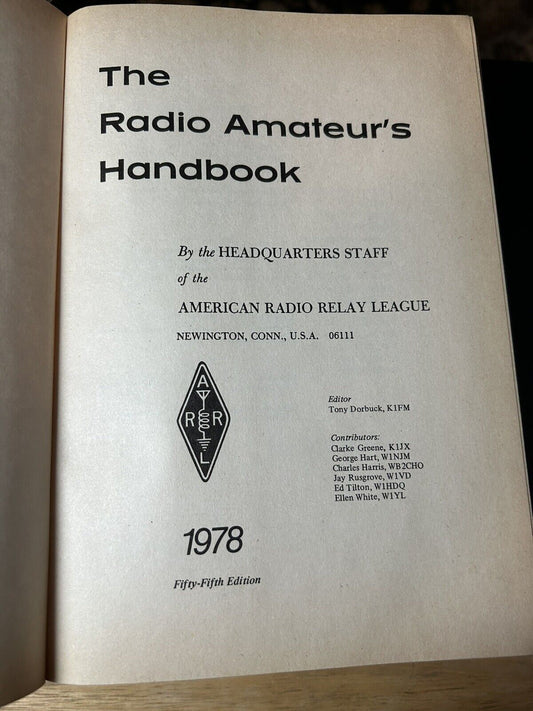 The
Radio Amateur's
Handbook
By the HEADQUARTERS STAFF
of the
AMERICAN RADIO RELAY LEAGUE
NEWINGTON, CONN., U.S.A. 06111
A
R R
L
Editor
Tony Dorbuck, K1FM
Contributors:
Clarke Greene, K1JX
George Hart, W1NJM
Charles Harris, WB2CHO
Jay Rusgrove, W1VD
Ed Tilton, W1HDQ
Ellen White, W1YL
1978
Fifty-Fifth Edition